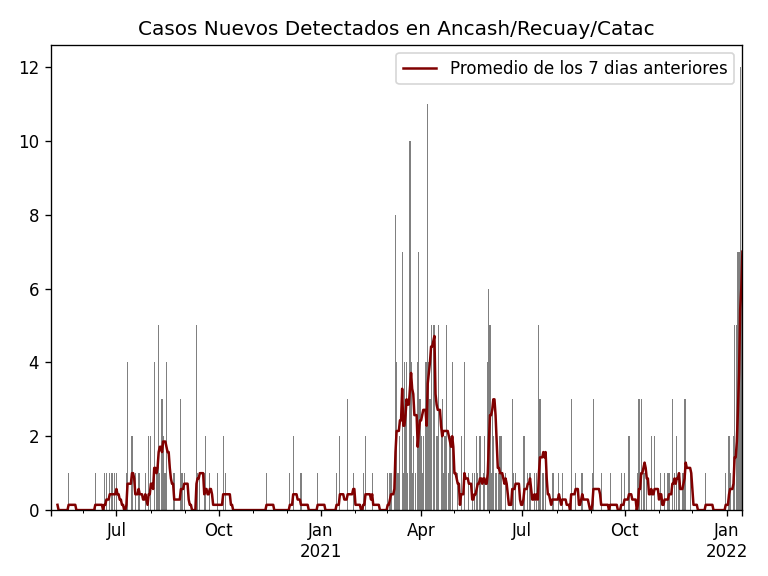 Casos Nuevos Detectados en Ancash/Recuay/Catac
Promedio de los 7 dias anteriores
12
10
8
6
4
2
0
Jul Oct Jan Apr Jul Oct Jan
2021 2022